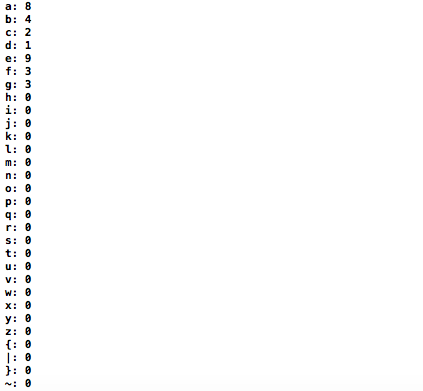 a: 8
b: 4
c: 2
d: 1
e: 9
f: 3
g: 3
h: 0
i: 0
j: 0
k: 0
l: 0
m: 0
n: 0
o: 0
p: 0
q: 0
r: 0
s: 0
t: 0
u: 0
v: 0
w: 0
x: 0
y: 0
z: 0
{: 0
|: 0
}: 0
~: 0